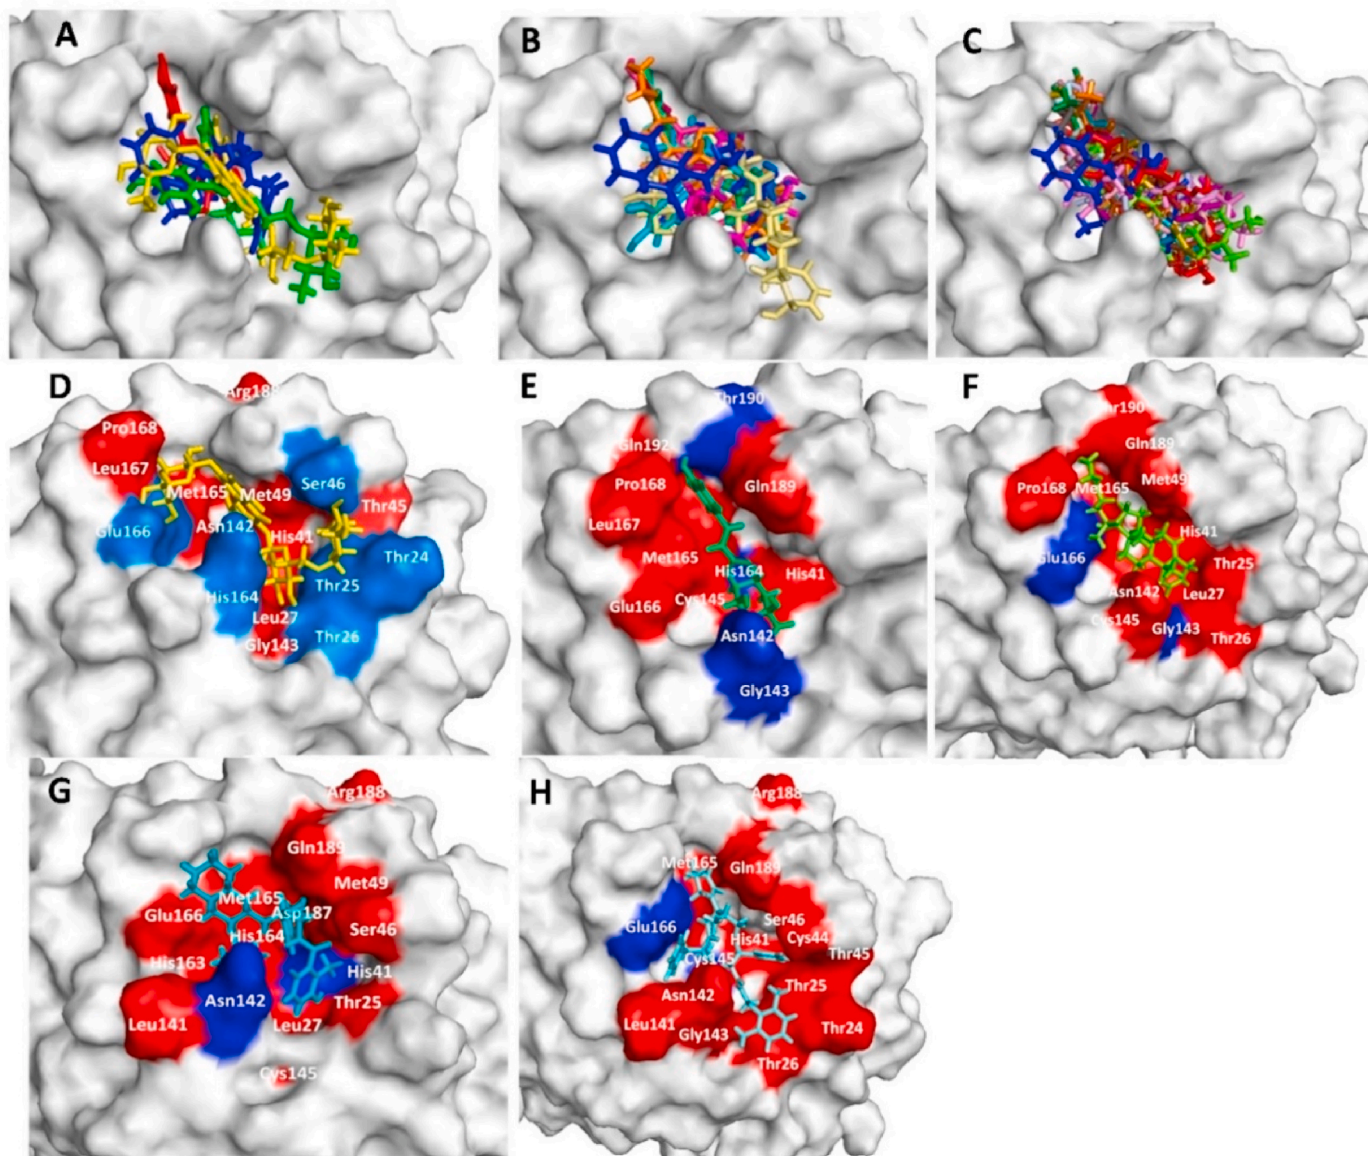 A
B
C
D
Arg188
Pro168
Leu167
Ser46
Met165
Met49
Thr45
Glu166
Asn142
His41
Thr24
Thr25
His164
Leu27
Thr26
Gly143
E
Thr190
Gln192
Pro168
Gln189
Leu167
Met165
His164
His41
Cys145
Glu166
Asn142
Gly143
F
Thr190
Gln189
Pro168
Met165
Met49
His41
Glu166
Thr25
Asn142
Leu27
Cys145
Gly143
Thr26
G
Arg188
Gln189
Met49
Met165
Asp187
Glu166
Ser46
His164
His163
His41
Asn142
Thr25
Leu141
Leu27
Cys145
H
Arg188
Met165
Gln189
Glu166
Ser46
His41
Cys44
Cys145
Thr45
Asn142
Thr25
Leu141
Gly143
Thr24
Thr26